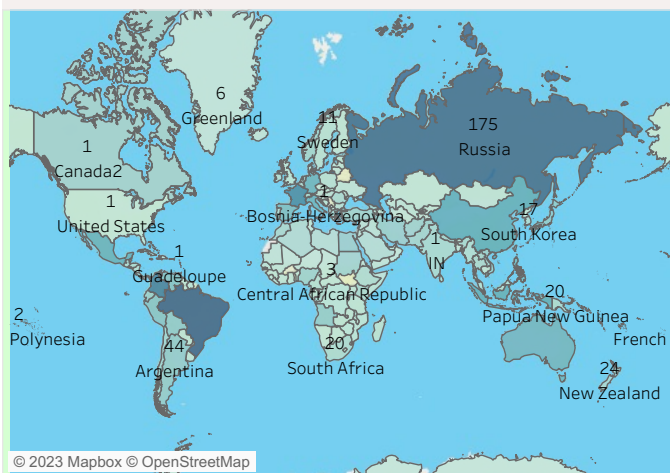 6
Greenland
11
Sweden
175
Russia
1
Canada2
1
United States
1
Bosnia-Herzegovina
17
South Korea
1
IN
1
Guadeloupe
3
Central African Republic
20
Papua New Guinea
2
Polynesia
French
44
Argentina
20
South Africa
24
New Zealand
© 2023 Mapbox © OpenStreetMap